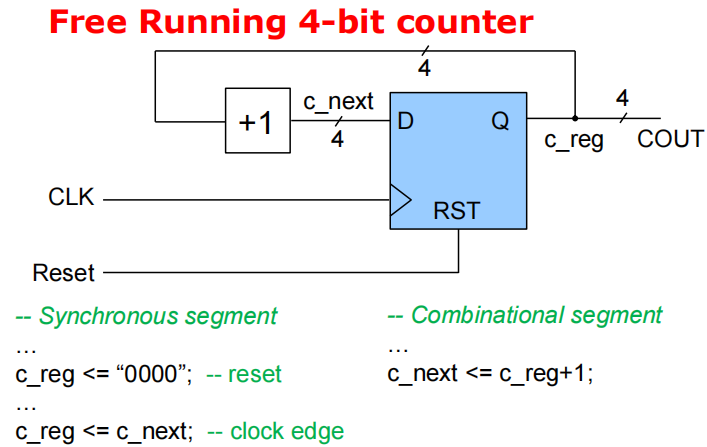 Free Running 4-bit counter
4
c_next
4
+1
4
D
Q
c_reg
COUT
CLK
RST
Reset
-- Synchronous segment
…
c_reg <= “0000”; -- reset
…
c_reg <= c_next; -- clock edge
-- Combinational segment
…
c_next <= c_reg+1;